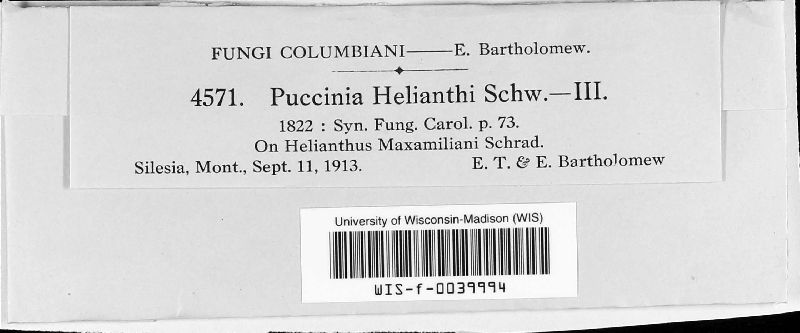 FUNGI COLUMBIANI——E. Bartholomew.
4571. Puccinia Helianthi Schw.—III.
1822 : Syn. Fung. Carol. p. 73.
On Helianthus Maxamiliani Schrad.
Silesia, Mont., Sept. 11, 1913. E. T. & E. Bartholomew
University of Wisconsin-Madison (WIS)
WIS-f-0039994